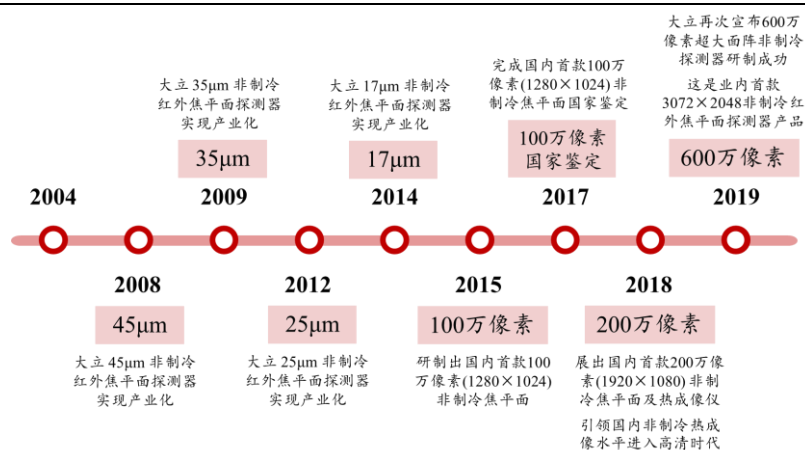 大立35μm 非制冷
红外焦平面探测器
实现产业化
35μm
大立17μm 非制冷
红外焦平面探测器
实现产业化
17μm
完成国内首款100万
像素(1280×1024)非
制冷焦平面国家鉴定
100万像素
国家鉴定
大立再次宣布600万
像素超大面阵非制冷
探测器研制成功
这是业内首款
3072×2048非制冷红
外焦平面探测器产品
600万像素
2004
2009
2014
2017
2019
2008
2012
2015
2018
45μm
大立45μm 非制冷
红外焦平面探测器
实现产业化
25μm
大立25μm 非制冷
红外焦平面探测器
实现产业化
100万像素
研制出国内首款100
万像素(1280×1024)
非制冷焦平面
200万像素
展出国内首款200万像
素(1920×1080)非制
冷焦平面及热成像仪
引领国内非制冷热成
像水平进入高清时代